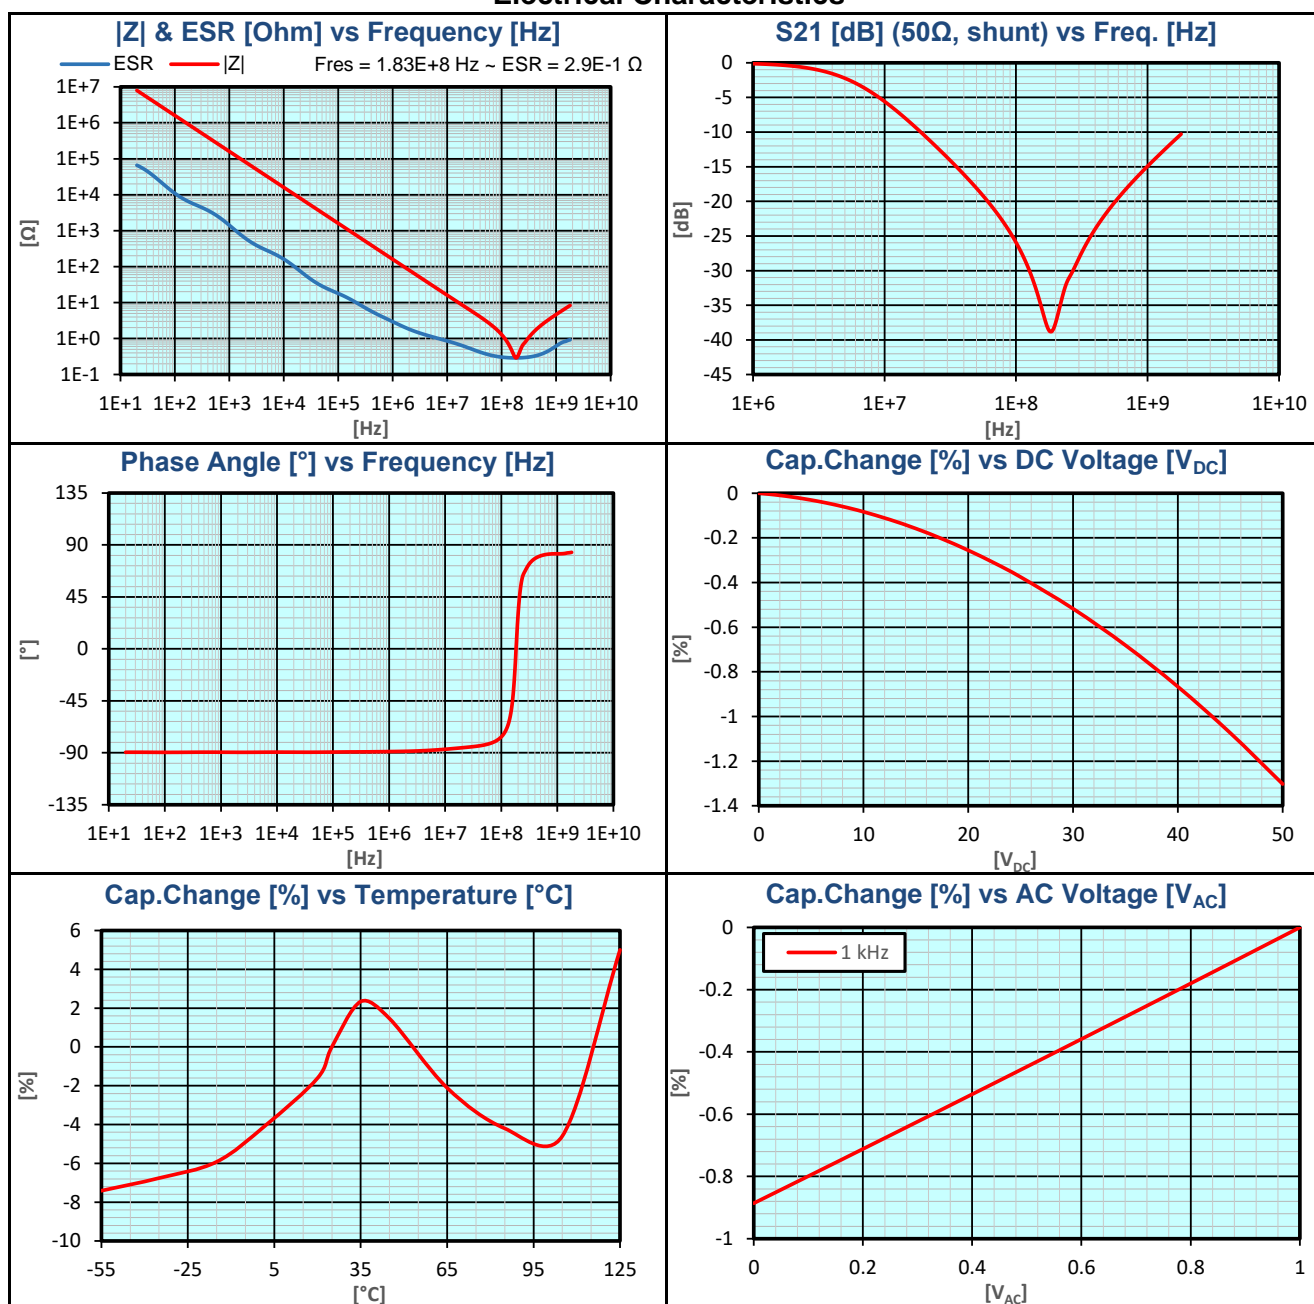 Electrical Characteristics
|Z| & ESR [Ohm] vs Frequency [Hz]
ESR |Z| Fres = 1.83E+8 Hz ~ ESR = 2.9E-1 Ω
1E+7
1E+6
1E+5
1E+4
1E+3
1E+2
1E+1
1E+0
1E-1
[Ω]
1E+1 1E+2 1E+3 1E+4 1E+5 1E+6 1E+7 1E+8 1E+9 1E+10
[Hz]
S21 [dB] (50Ω, shunt) vs Freq. [Hz]
0
-5
-10
-15
-20
-25
-30
-35
-40
-45
[dB]
1E+6 1E+7 1E+8 1E+9 1E+10
[Hz]
Phase Angle [°] vs Frequency [Hz]
135
90
45
0
-45
-90
-135
[°]
1E+1 1E+2 1E+3 1E+4 1E+5 1E+6 1E+7 1E+8 1E+9 1E+10
[Hz]
Cap.Change [%] vs DC Voltage [VDC]
0
-0.2
-0.4
-0.6
-0.8
-1
-1.2
-1.4
[%]
0 10 20 30 40 50
[VDC]
Cap.Change [%] vs Temperature [°C]
6
4
2
0
-2
-4
-6
-8
-10
[%]
-55 -25 5 35 65 95 125
[°C]
Cap.Change [%] vs AC Voltage [VAC]
1 kHz
0
-0.2
-0.4
-0.6
-0.8
-1
[%]
0 0.2 0.4 0.6 0.8 1
[VAC]